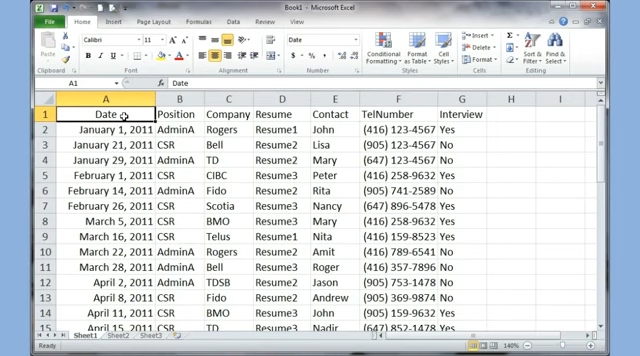 Book1 - Microsoft Excel
File Home Insert Page Layout Formulas Data Review View
Paste Calibri 11 Date Conditional Formatting Format as Table Cell Styles Insert Delete Format Sort & Filter Find & Select
Clipboard Font Alignment Number Styles Cells Editing
A1 fx Date
A B C D E F G H I
1 Date Position Company Resume Contact TelNumber Interview
2 January 1, 2011 AdminA Rogers Resume1 John (416) 123-4567 Yes
3 January 21, 2011 CSR Bell Resume2 Lisa (905) 123-4567 No
4 January 29, 2011 AdminA TD Resume2 Mary (647) 123-4567 No
5 February 1, 2011 CSR CIBC Resume3 Peter (416) 258-9632 Yes
6 February 14, 2011 AdminA Fido Resume2 Rita (905) 741-2589 No
7 February 26, 2011 CSR Scotia Resume3 Nancy (647) 896-5478 Yes
8 March 5, 2011 CSR BMO Resume3 Mary (416) 258-9632 Yes
9 March 16, 2011 CSR Telus Resume1 Nita (416) 159-8523 Yes
10 March 22, 2011 AdminA Rogers Resume2 Amit (416) 789-6541 No
11 March 28, 2011 AdminA Bell Resume3 Roger (416) 357-7896 No
12 April 2, 2011 AdminA TDSB Resume2 Jason (905) 753-1478 No
13 April 8, 2011 CSR Fido Resume2 Andrew (905) 369-9874 No
14 April 11, 2011 CSR BMO Resume3 John (416) 159-9632 Yes
15 April 15, 2011 CSR TD Resume3 Nadir (647) 852-1478 Yes
Sheet1 Sheet2 Sheet3
Ready 140%